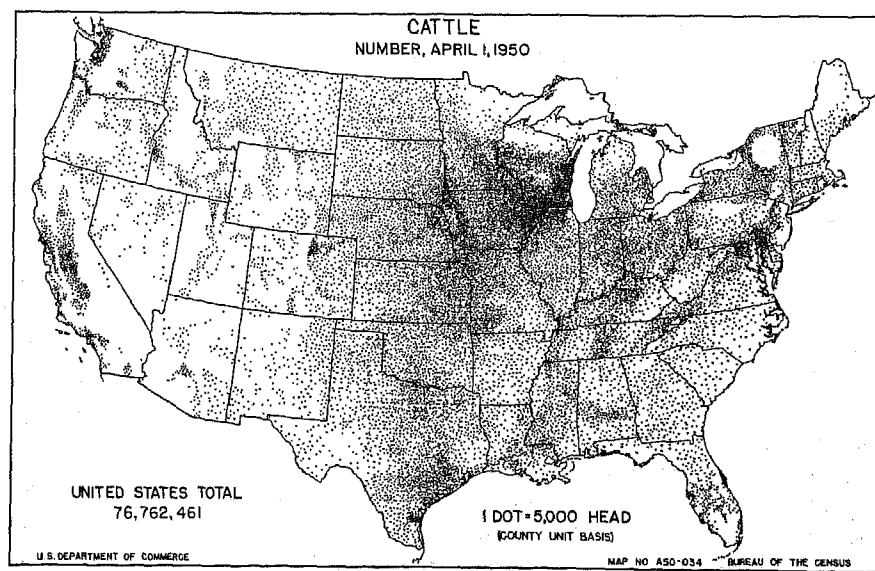 CATTLE
NUMBER, APRIL 1, 1950
UNITED STATES TOTAL
76,762,461
1 DOT=5,000 HEAD
(COUNTY UNIT BASIS)
U.S. DEPARTMENT OF COMMERCE
MAP NO A50-034 - BUREAU OF THE CENSUS